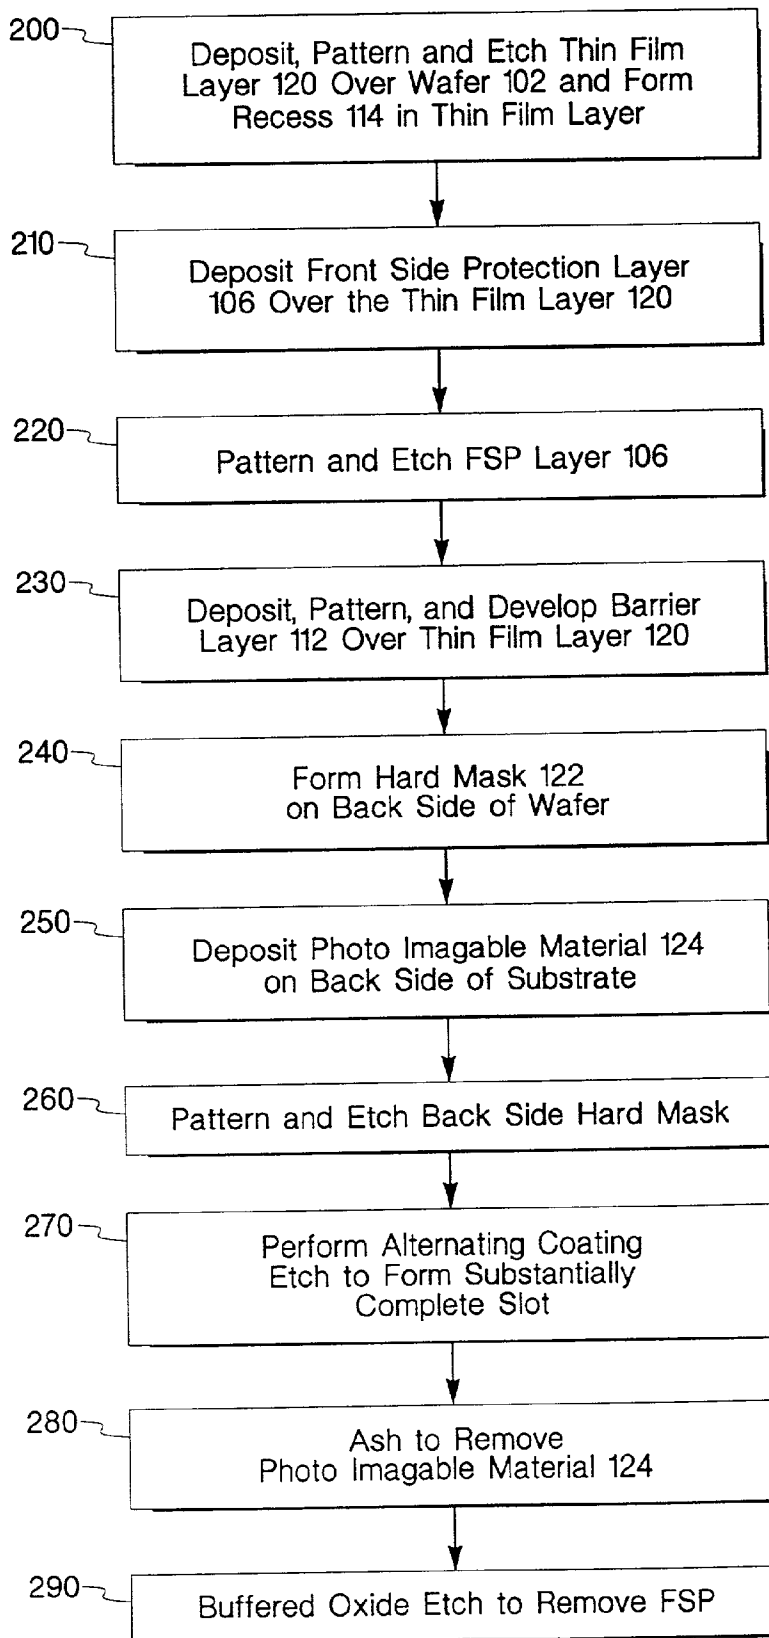 200
Deposit, Pattern and Etch Thin Film
Layer 120 Over Wafer 102 and Form
Recess 114 in Thin Film Layer
210
Deposit Front Side Protection Layer
106 Over the Thin Film Layer 120
220
Pattern and Etch FSP Layer 106
230
Deposit, Pattern, and Develop Barrier
Layer 112 Over Thin Film Layer 120
240
Form Hard Mask 122
on Back Side of Wafer
250
Deposit Photo Imagable Material 124
on Back Side of Substrate
260
Pattern and Etch Back Side Hard Mask
270
Perform Alternating Coating
Etch to Form Substantially
Complete Slot
280
Ash to Remove
Photo Imagable Material 124
290
Buffered Oxide Etch to Remove FSP